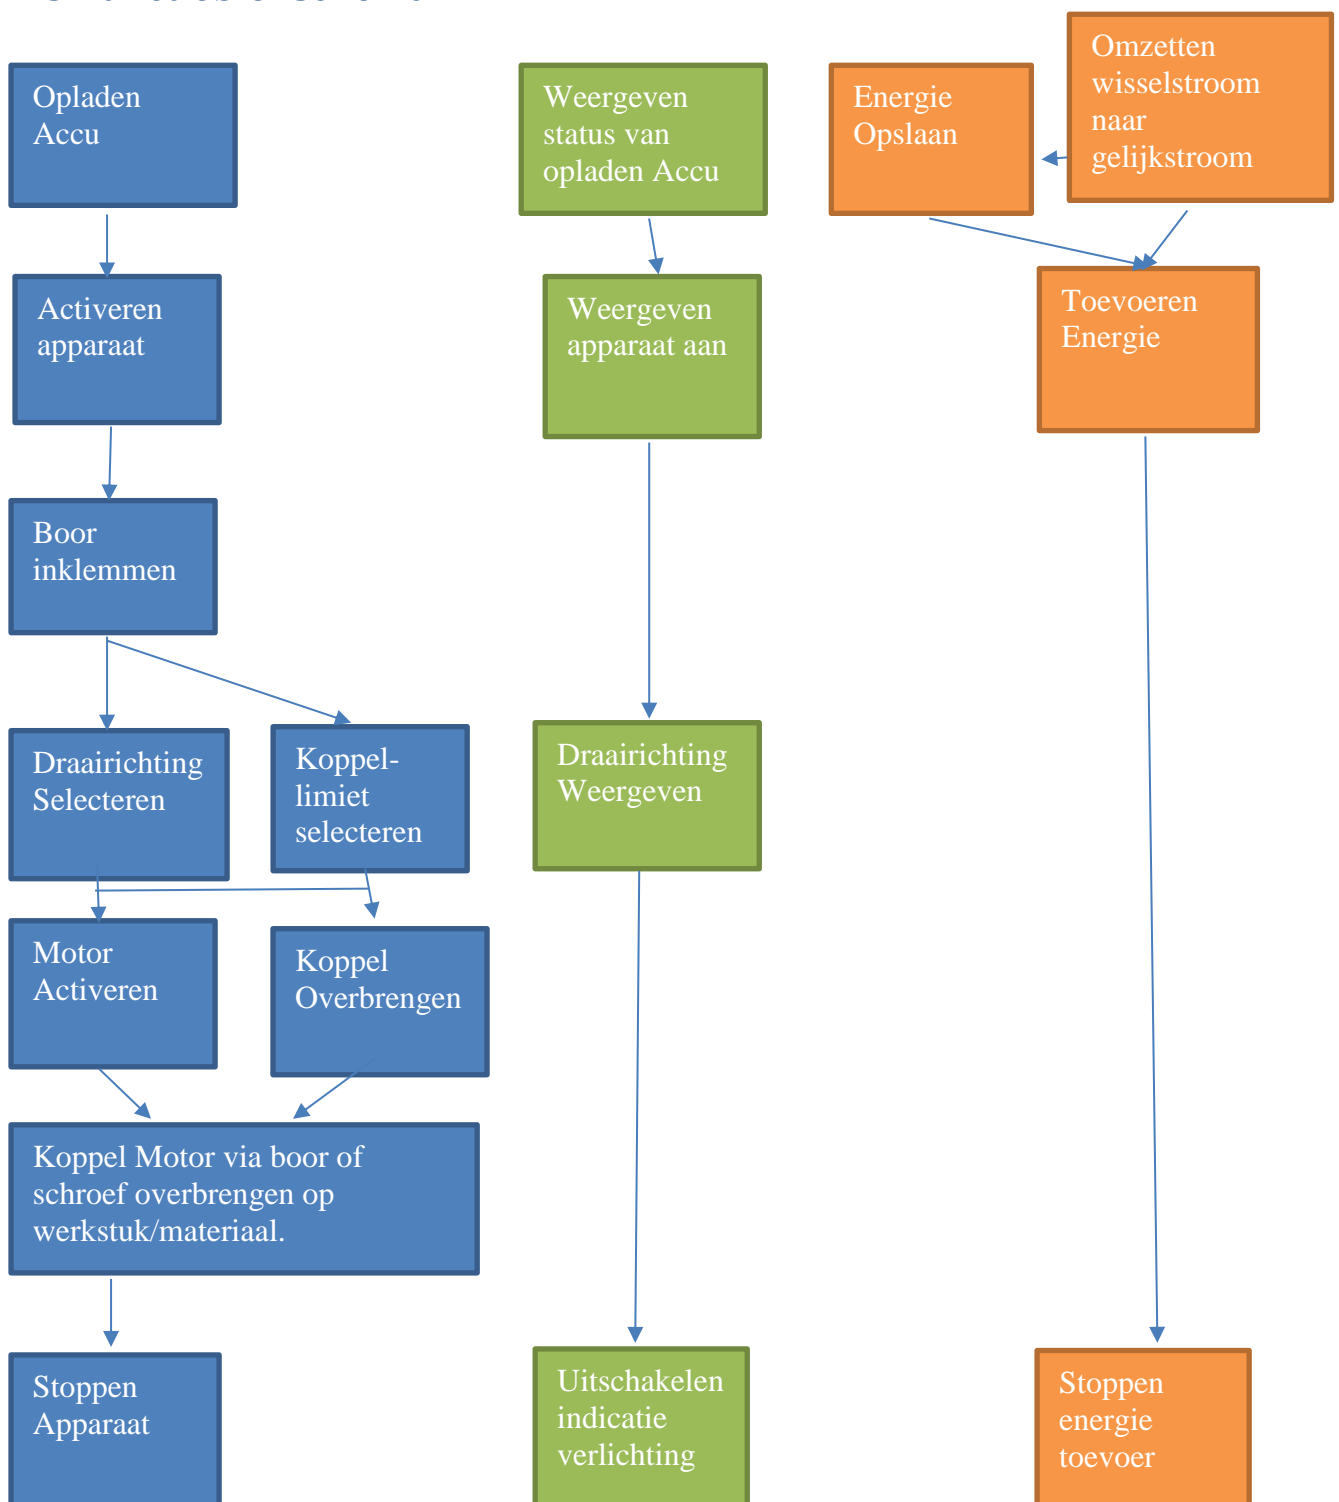 Opladen
Accu
Weergeven
status van
opladen Accu
Energie
Opslaan
Omzetten
wisselstroom
naar
gelijkstroom
Activeren
apparaat
Weergeven
apparaat aan
Toevoeren
Energie
Boor
inklemmen
Draairichting
Selecteren
Koppel-
limiet
selecteren
Draairichting
Weergeven
Motor
Activeren
Koppel
Overbrengen
Koppel Motor via boor of
schroef overbrengen op
werkstuk/materiaal.
Stoppen
Apparaat
Uitschakelen
indicatie
verlichting
Stoppen
energie
toevoer